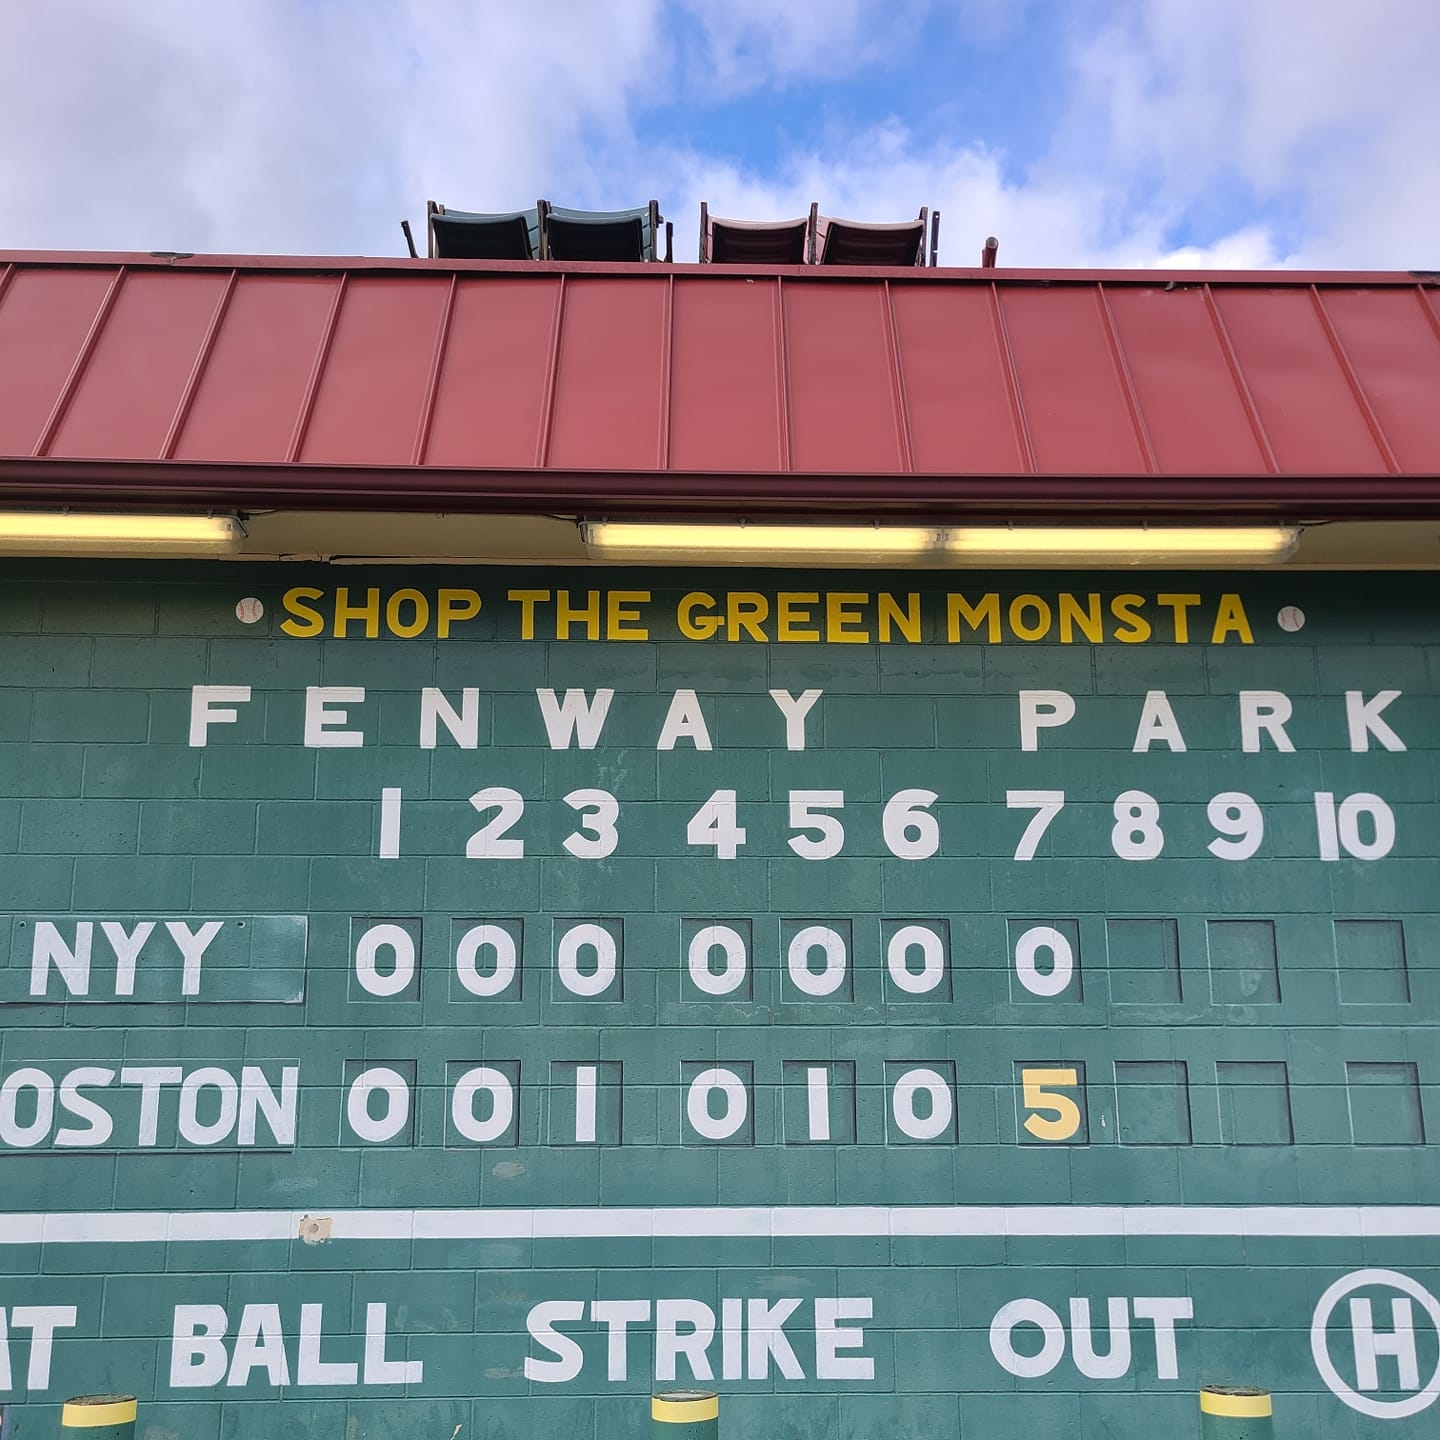 SHOP THE GREEN MONSTA
FENWAY PARK
1 2 3 4 5 6 7 8 9 10
NYY 0 0 0 0 0 0 0
OSTON 0 0 1 0 1 0 5
AT BALL STRIKE OUT H